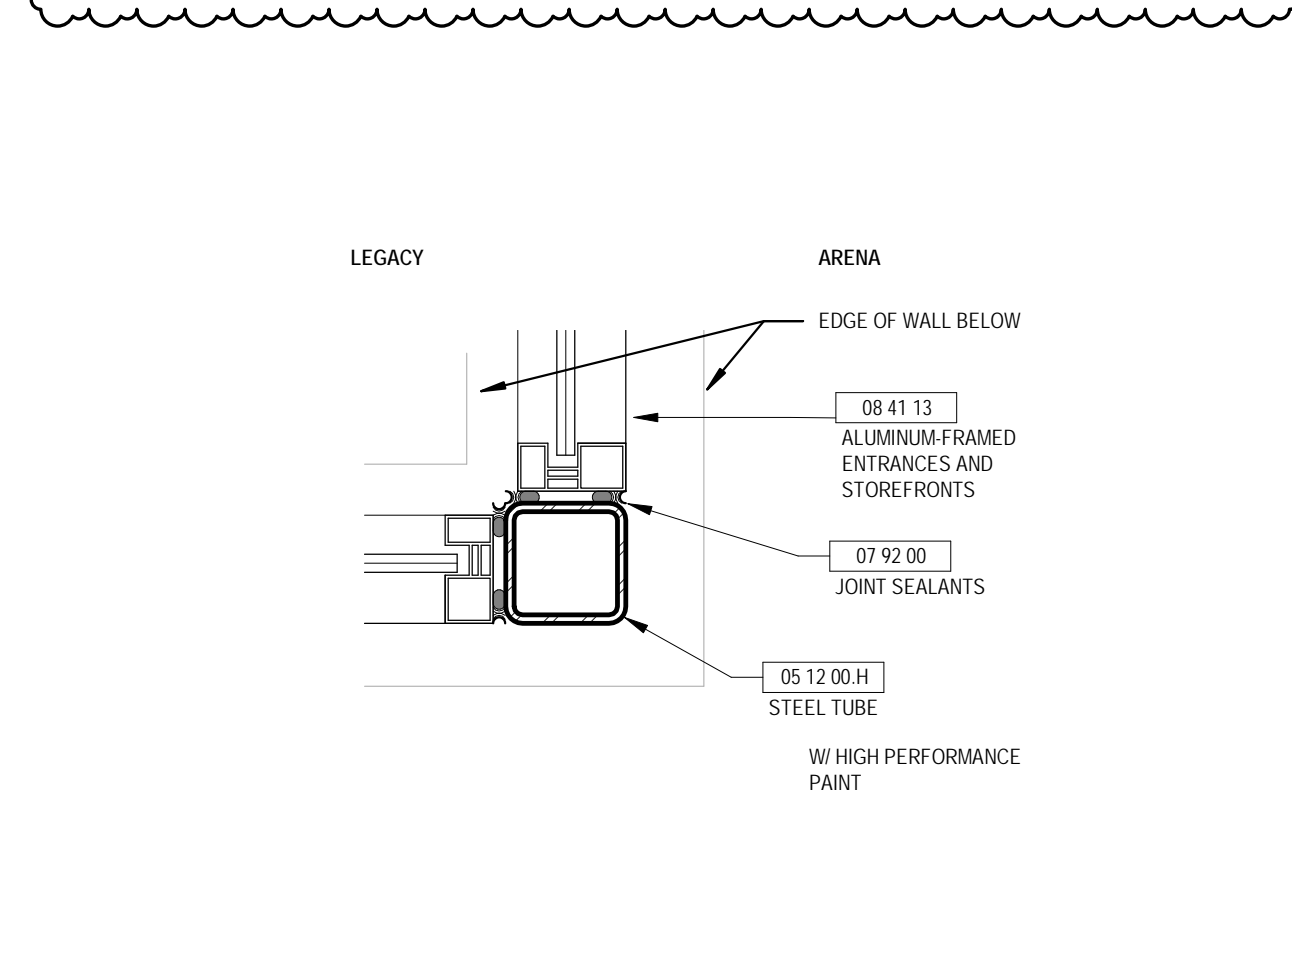 LEGACY
ARENA
EDGE OF WALL BELOW
08 41 13
ALUMINUM-FRAMED
ENTRANCES AND
STOREFRONTS
07 92 00
JOINT SEALANTS
05 12 00.H
STEEL TUBE
W/ HIGH PERFORMANCE
PAINT